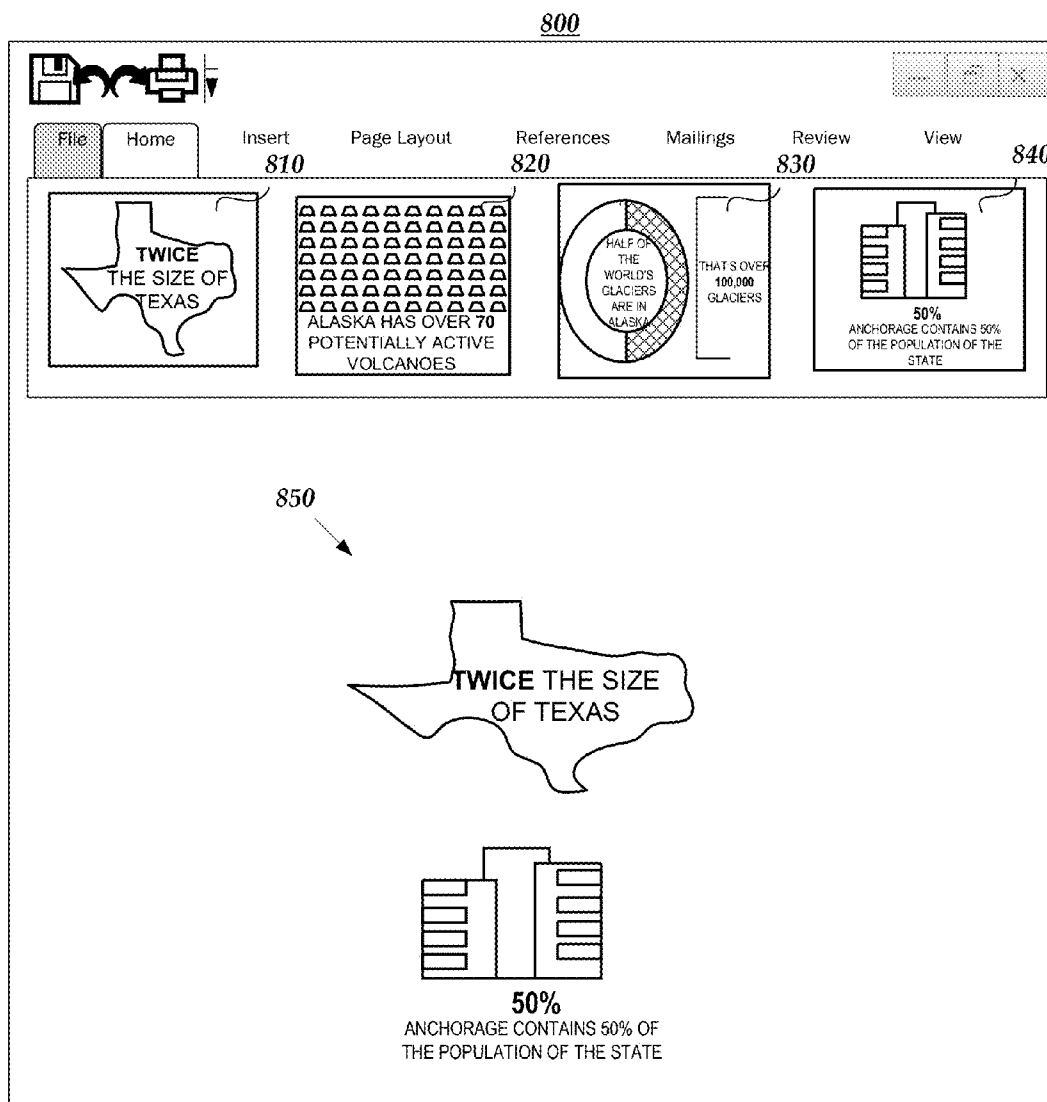 800
File Home Insert Page Layout References Mailings Review View
810 820 830 840
TWICE
THE SIZE OF
TEXAS
ALASKA HAS OVER 70
POTENTIALLY ACTIVE
VOLCANOES
HALF OF
THE
WORLD'S
GLACIERS
ARE IN
ALASKA
THAT'S OVER
100,000
GLACIERS
50%
ANCHORAGE CONTAINS 50%
OF THE POPULATION OF THE
STATE
850
TWICE THE SIZE
OF TEXAS
50%
ANCHORAGE CONTAINS 50% OF
THE POPULATION OF THE STATE